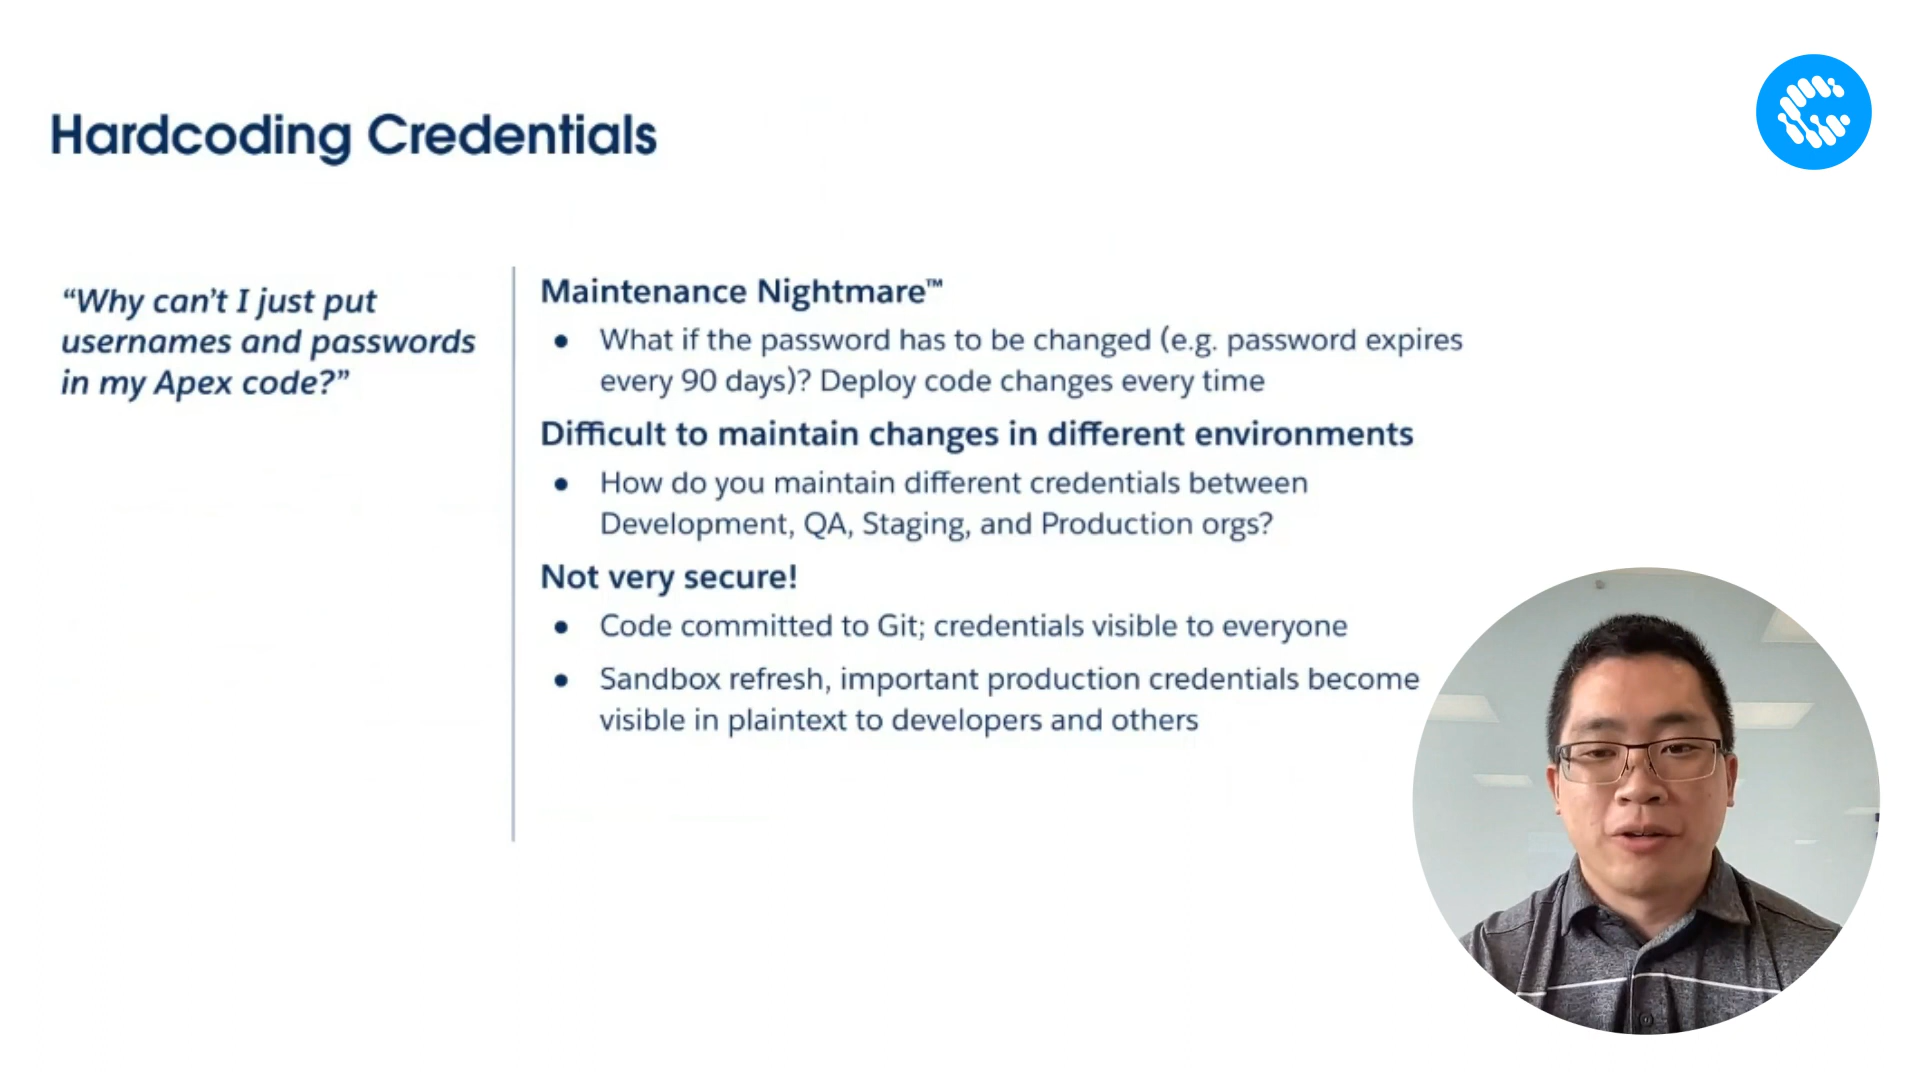 Hardcoding Credentials
“Why can’t I just put
usernames and passwords
in my Apex code?”
Maintenance Nightmare™
● What if the password has to be changed (e.g. password expires
every 90 days)? Deploy code changes every time
Difficult to maintain changes in different environments
● How do you maintain different credentials between
Development, QA, Staging, and Production orgs?
Not very secure!
● Code committed to Git; credentials visible to everyone
● Sandbox refresh, important production credentials become
visible in plaintext to developers and others